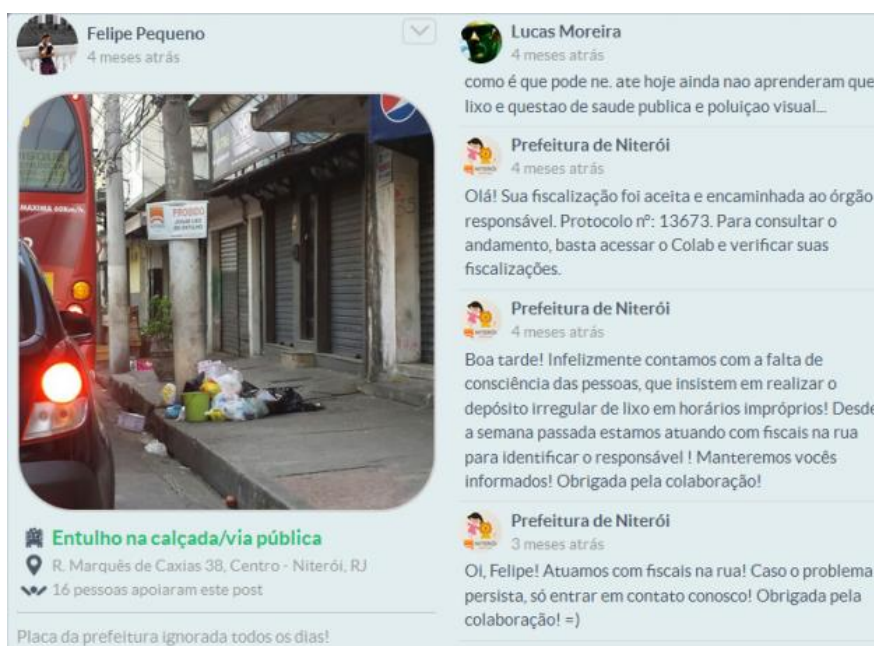 Felipe Pequeno
4 meses atrás
MAXIMA 60Km/h
PROIBIDO
JOGAR LIXO
OU ENTULHO
Entulho na calçada/via pública
R. Marquês de Caxias 38, Centro - Niterói, RJ
16 pessoas apoiaram este post
Placa da prefeitura ignorada todos os dias!
Lucas Moreira
4 meses atrás
como é que pode ne. ate hoje ainda nao aprenderam que
lixo e questao de saude publica e poluiçao visual...
Prefeitura de Niterói
4 meses atrás
Olá! Sua fiscalização foi aceita e encaminhada ao órgão
responsável. Protocolo nº: 13673. Para consultar o
andamento, basta acessar o Colab e verificar suas
fiscalizações.
Prefeitura de Niterói
4 meses atrás
Boa tarde! Infelizmente contamos com a falta de
consciência das pessoas, que insistem em realizar o
depósito irregular de lixo em horários impróprios! Desde
a semana passada estamos atuando com fiscais na rua
para identificar o responsável ! Manteremos vocês
informados! Obrigada pela colaboração!
Prefeitura de Niterói
3 meses atrás
Oi, Felipe! Atuamos com fiscais na rua! Caso o problema
persista, só entrar em contato conosco! Obrigada pela
colaboração! =)